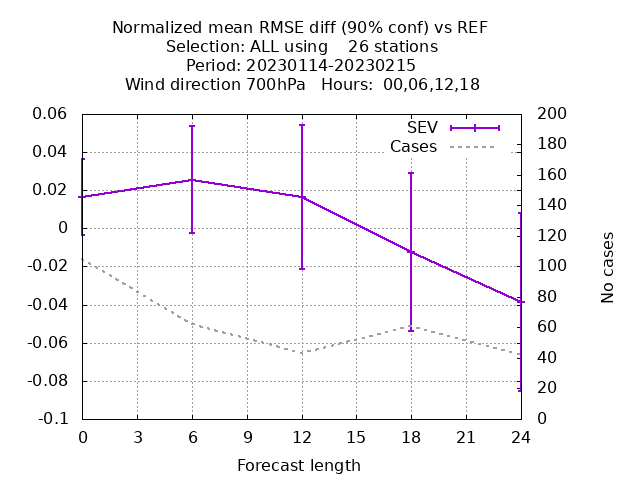 Normalized mean RMSE diff (90% conf) vs REF
Selection: ALL using    26 stations
Period: 20230114-20230215
Wind direction 700hPa   Hours:  00,06,12,18
0.06
0.04
0.02
0
-0.02
-0.04
-0.06
-0.08
-0.1
SEV
Cases
200
180
160
140
120
100
80
60
40
20
0
No cases
0 3 6 9 12 15 18 21 24
Forecast length